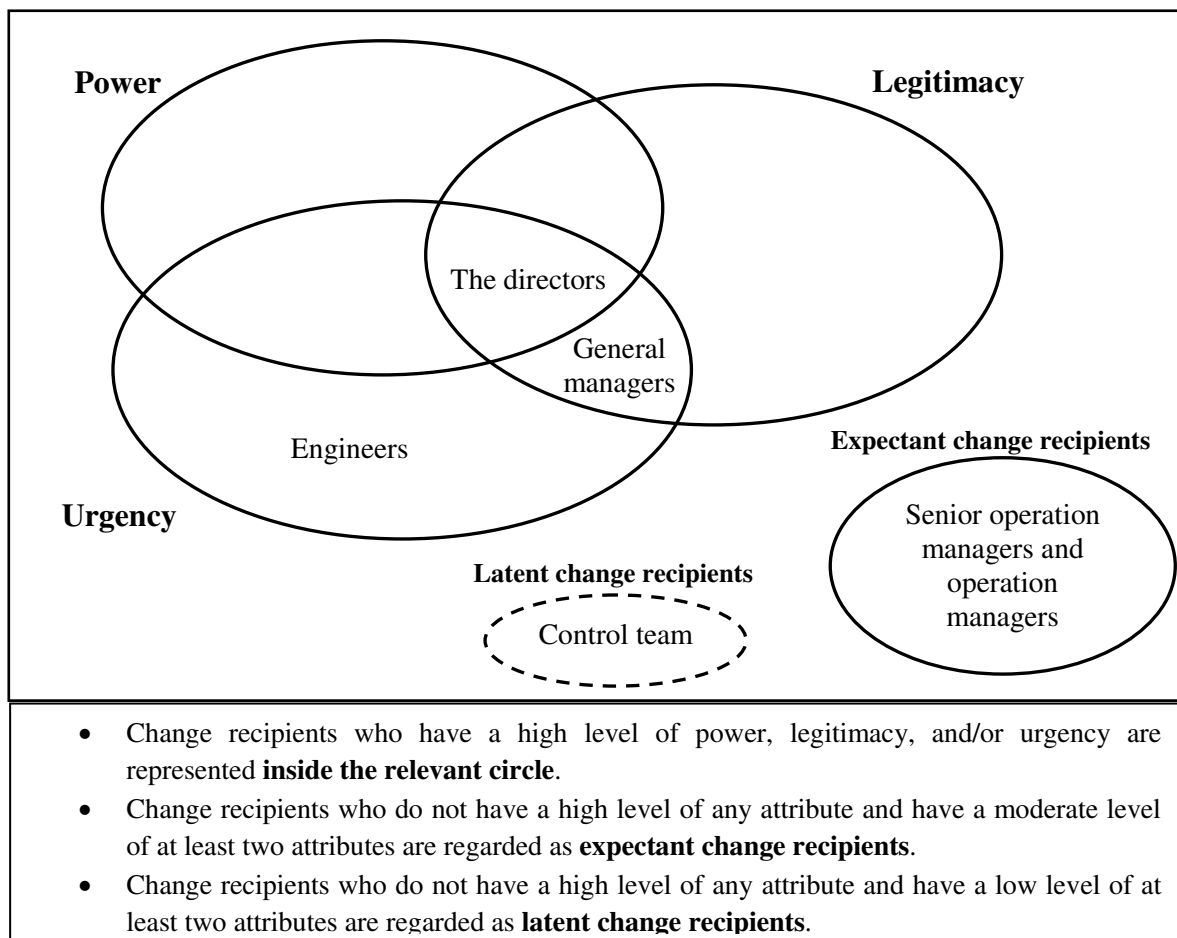 Power
Legitimacy
The directors
General
managers
Engineers
Urgency
Expectant change recipients
Senior operation
managers and
operation
managers
Latent change recipients
Control team
• Change recipients who have a high level of power, legitimacy, and/or urgency are
represented inside the relevant circle.
• Change recipients who do not have a high level of any attribute and have a moderate level
of at least two attributes are regarded as expectant change recipients.
• Change recipients who do not have a high level of any attribute and have a low level of at
least two attributes are regarded as latent change recipients.